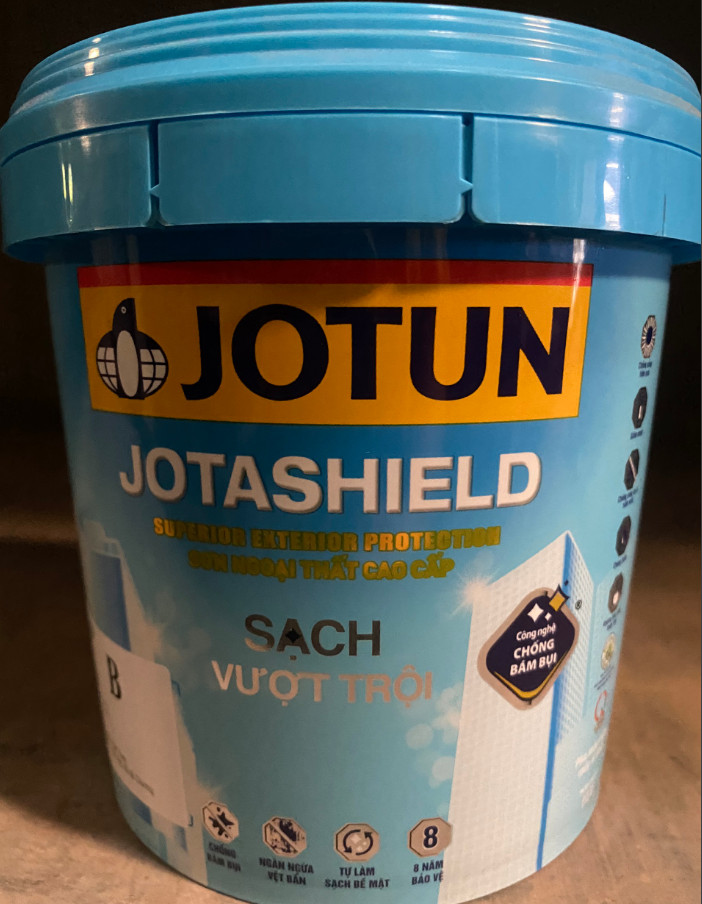 JOTUN
JOTASHIELD
SUPERIOR EXTERIOR PROTECTION
SƠN NGOẠI THẤT CAO CẤP
SẠCH
VƯỢT TRỘI
Công nghệ
CHỐNG
BÁM BỤI
®
B
CHỐNG
BÁM BỤI
NGĂN NGỪA
VẾT BẨN
TỰ LÀM
SẠCH BỀ MẶT
8
8 NĂM
BẢO VỆ